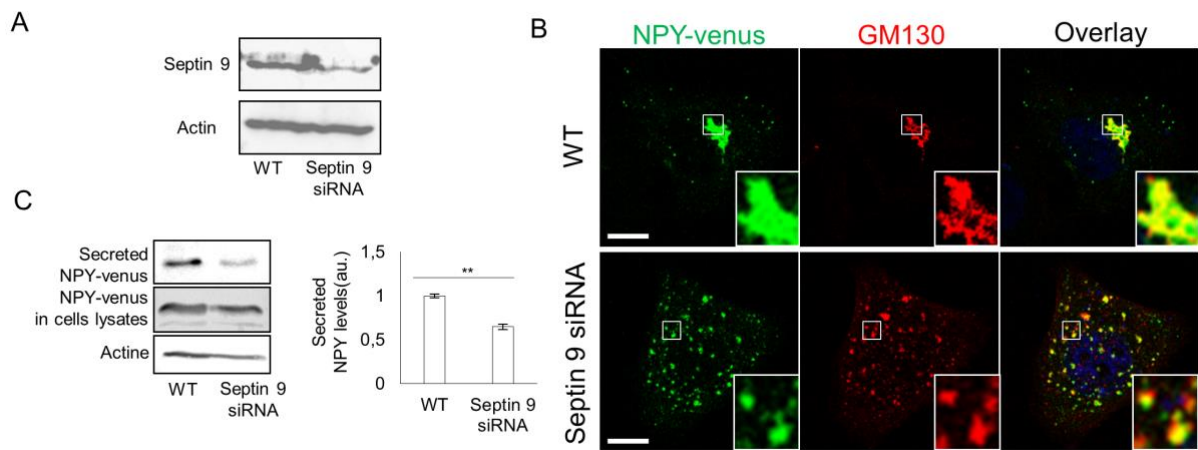 A
Septin 9
Actin
WT
Septin 9
siRNA
B
NPY-venus
GM130
Overlay
WT
Septin 9 siRNA
C
Secreted
NPY-venus
NPY-venus
in cells lysates
Actine
WT
Septin 9
siRNA
Secreted
NPY levels(au.)
1,5
1
0,5
0
**
WT
Septin 9
siRNA